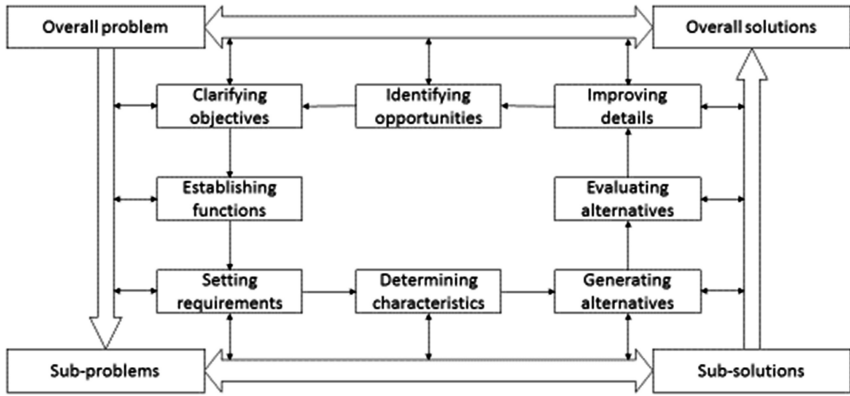 Overall problem
Overall solutions
Clarifying
objectives
Identifying
opportunities
Improving
details
Establishing
functions
Evaluating
alternatives
Setting
requirements
Determining
characteristics
Generating
alternatives
Sub-problems
Sub-solutions